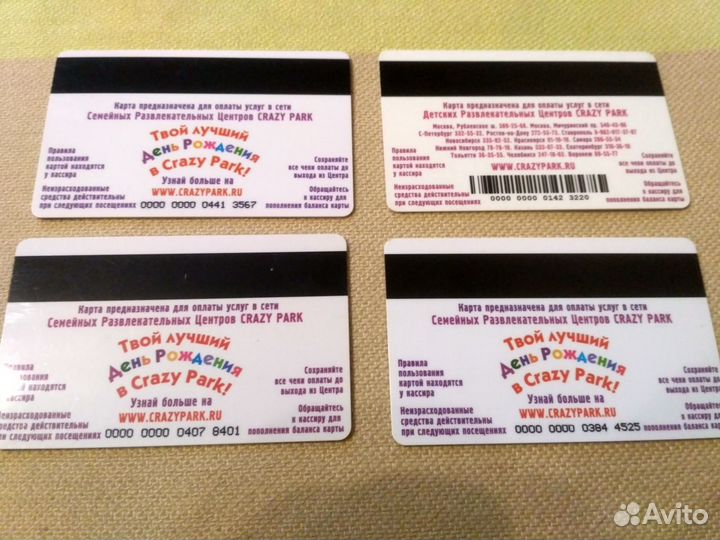 Карта предназначена для оплаты услуг в сети
Семейных Развлекательных Центров CRAZY PARK
Твой лучший
День Рождения
в Crazy Park!
Узнай больше на
WWW.CRAZYPARK.RU
Правила
пользования
картой находятся
у кассира
Сохраняйте
все чеки оплаты до
выхода из Центра
Неизрасходованные
средства действительны
при следующих посещениях
0000 0000 0441 3567
Обращайтесь
к кассиру для
пополнения баланса карты
Карта предназначена для оплаты услуг в сети
Детских Развлекательных Центров CRAZY PARK
WWW.CRAZYPARK.RU
Правила
пользования
картой находятся
у кассира
Сохраняйте
все чеки оплаты до
выхода из Центра
Неизрасходованные
средства действительны
при следующих посещениях
0000 0000 0142 3220
Обращайтесь
к кассиру для
пополнения баланса карты
Карта предназначена для оплаты услуг в сети
Семейных Развлекательных Центров CRAZY PARK
Твой лучший
День Рождения
в Crazy Park!
Узнай больше на
WWW.CRAZYPARK.RU
картой находятся
у кассира
Сохраняйте
все чеки оплаты до
выхода из Центра
Неизрасходованные
средства действительны
при следующих посещениях
0000 0000 0407 8401
Обращайтесь
к кассиру для
пополнения баланса карты
Карта предназначена для оплаты услуг в сети
Семейных Развлекательных Центров CRAZY PARK
Твой лучший
День Рождения
в Crazy Park!
Узнай больше на
WWW.CRAZYPARK.RU
Правила
пользования
картой находятся
у кассира
Сохраняйте
все чеки оплаты до
выхода из Центра
Неизрасходованные
средства действительны
при следующих посещениях
0000 0000 0384 4525
Обращайтесь
к кассиру для
пополнения баланса карты
Avito